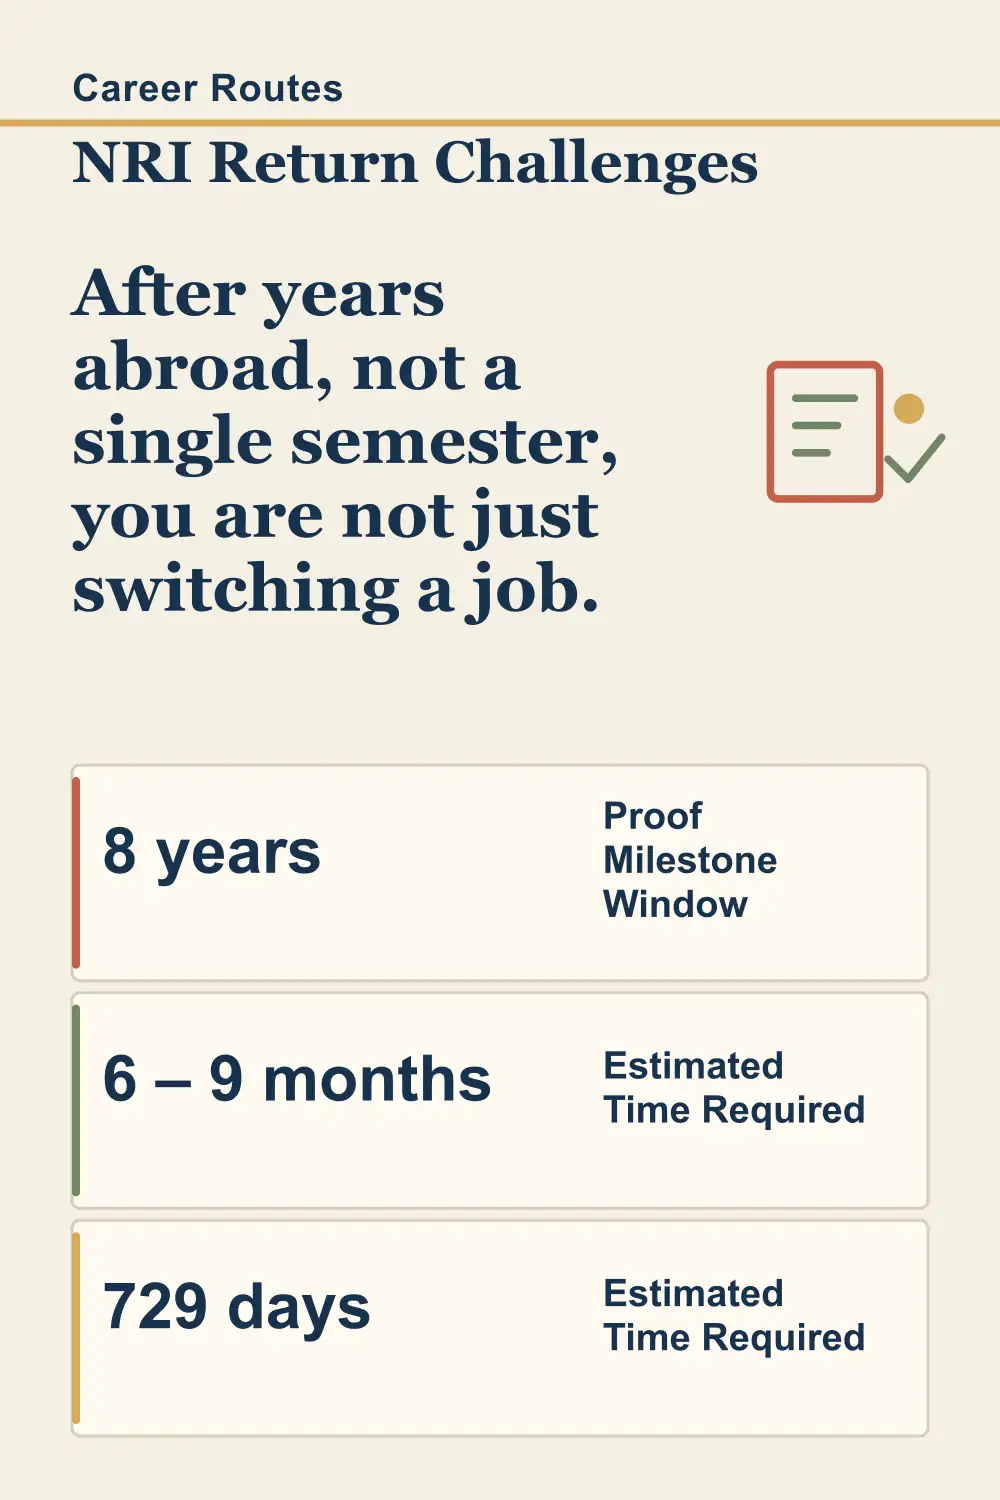 Career Routes
NRI Return Challenges
After years
abroad, not a
single semester,
you are not just
switching a job.
8 years
Proof
Milestone
Window
6 – 9 months
Estimated
Time Required
729 days
Estimated
Time Required